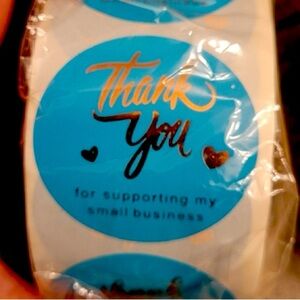 Thank
You
for supporting my
small business